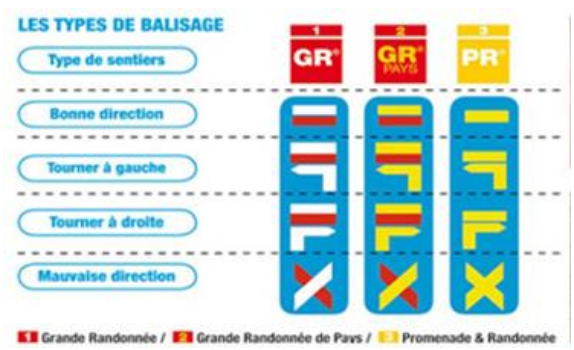 LES TYPES DE BALISAGE
Type de sentiers
1
GR®
2
GR®
PAYS
3
PR®
Bonne direction
Tourner à gauche
Tourner à droite
Mauvaise direction
1 Grande Randonnée / 2 Grande Randonnée de Pays / 3 Promenade & Randonnée